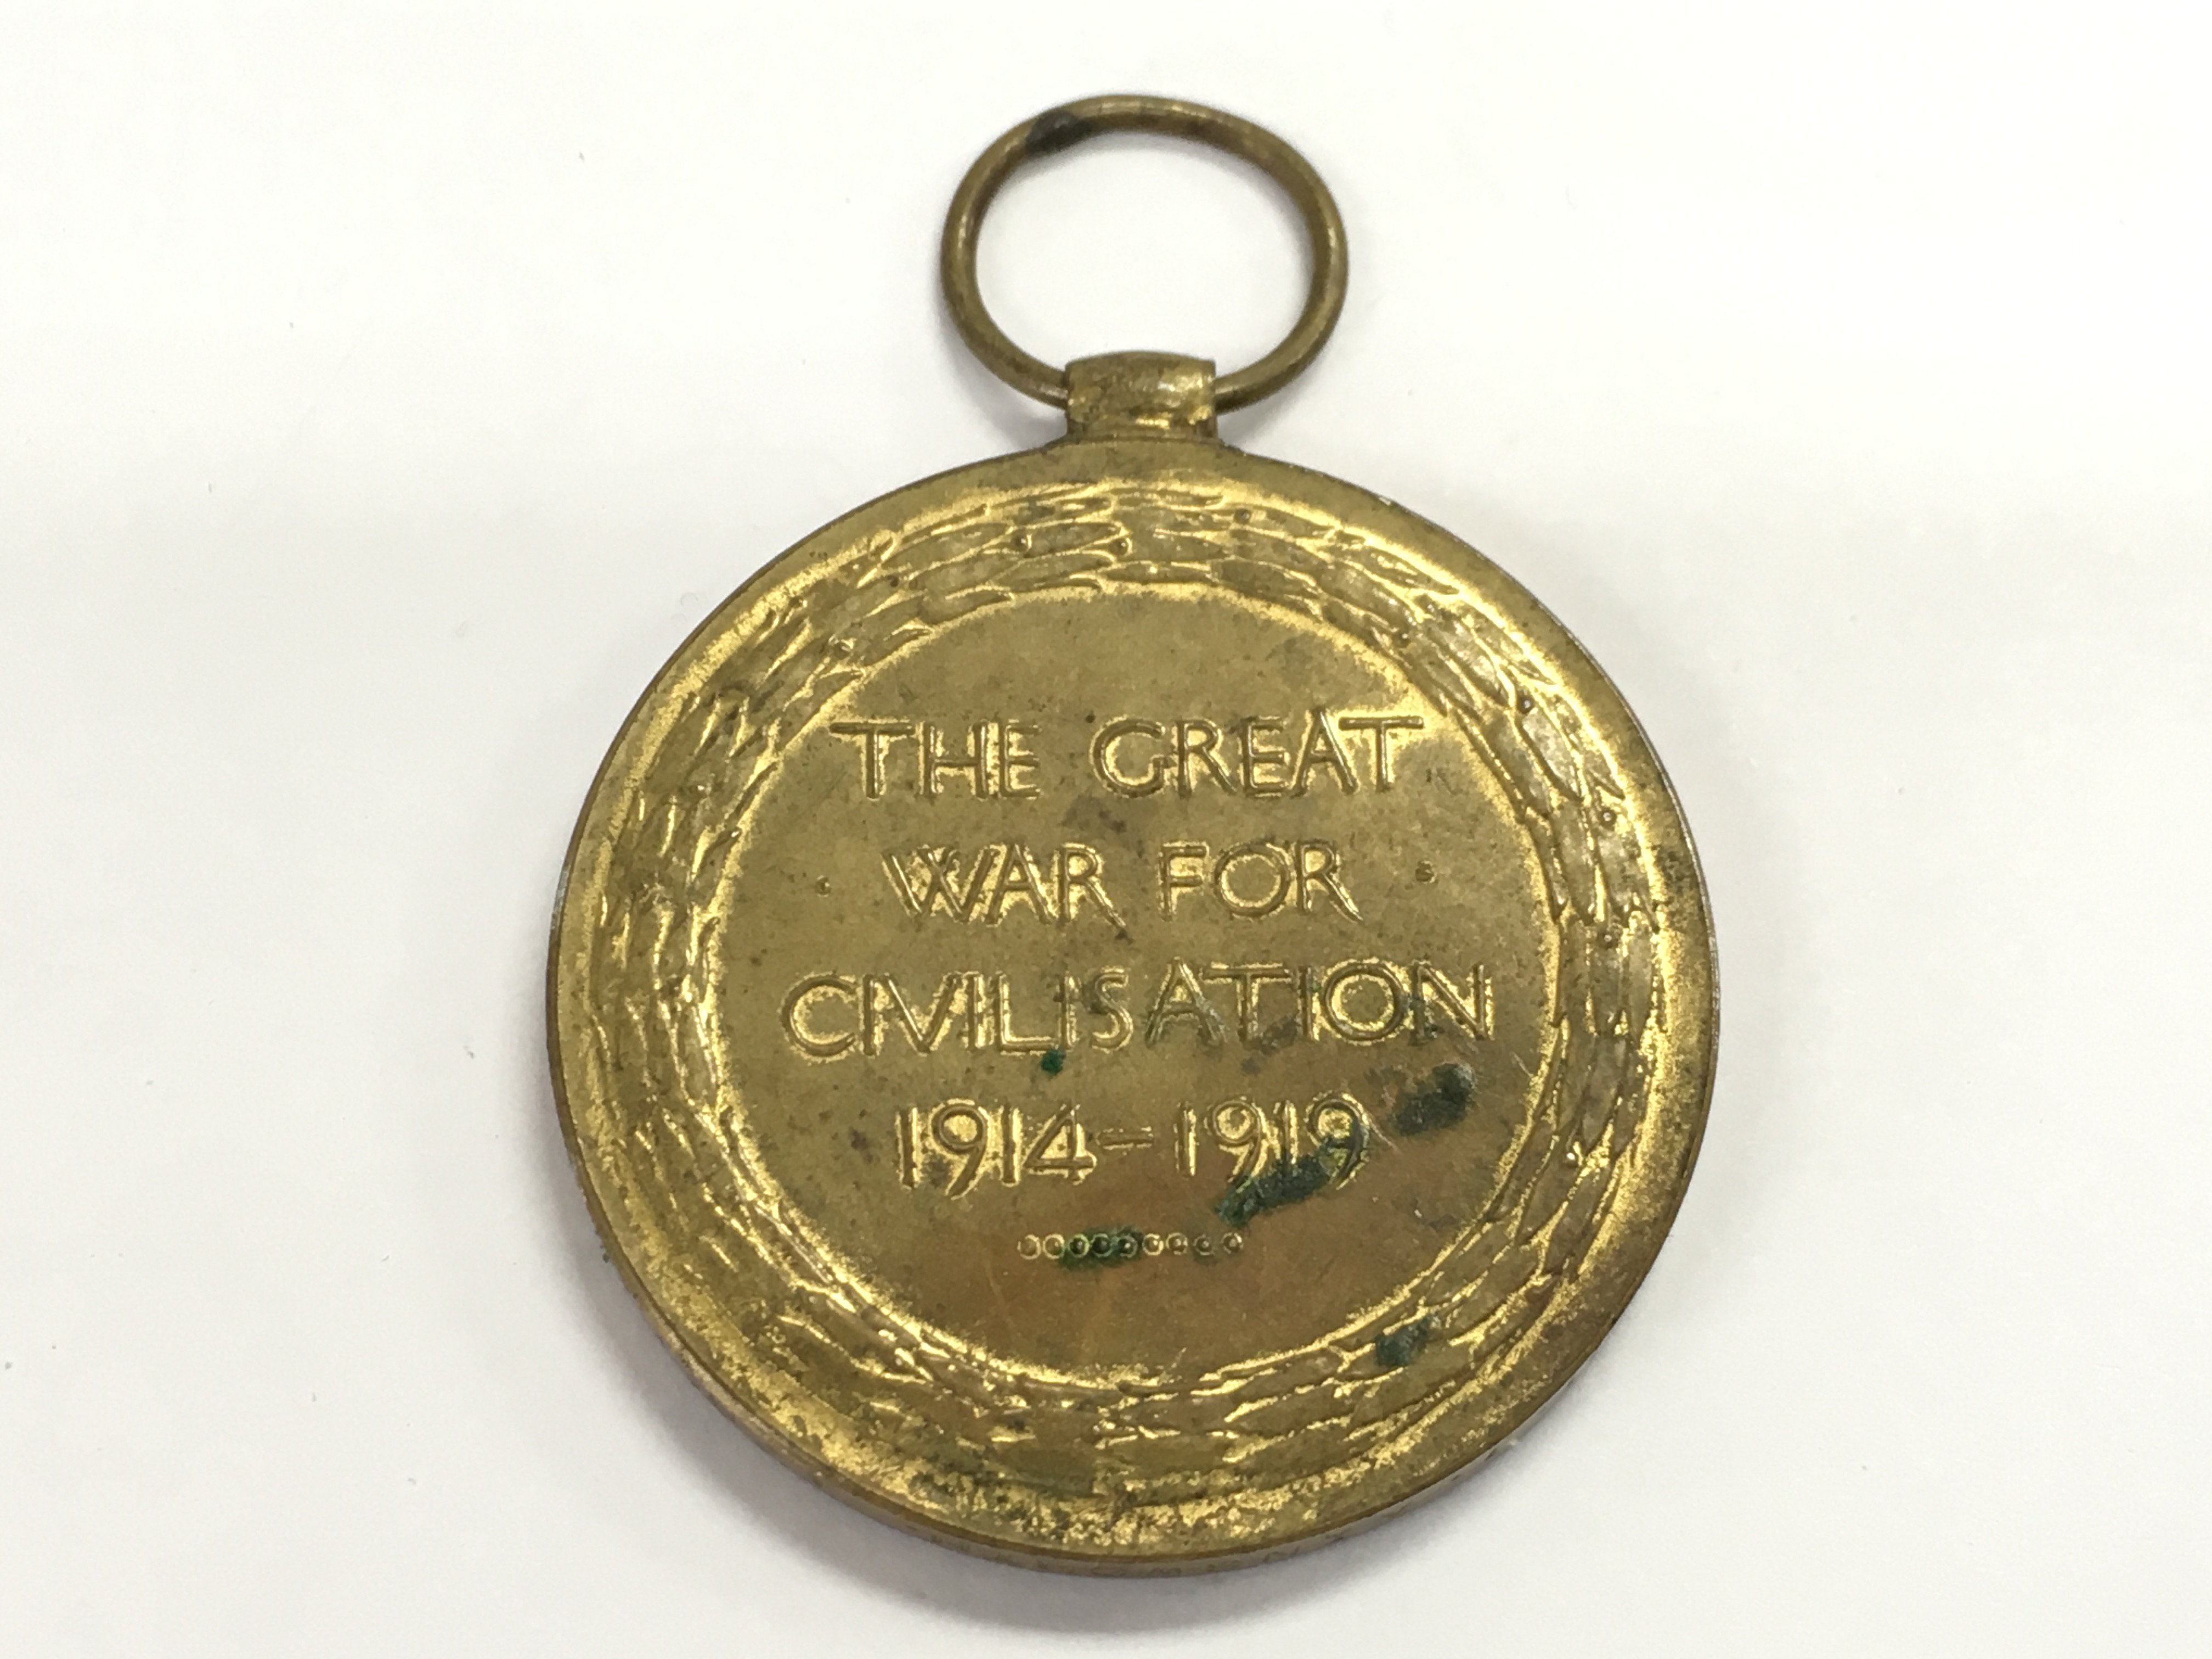 THE GREAT
· WAR FOR ·
CIVILISATION
1914–1919